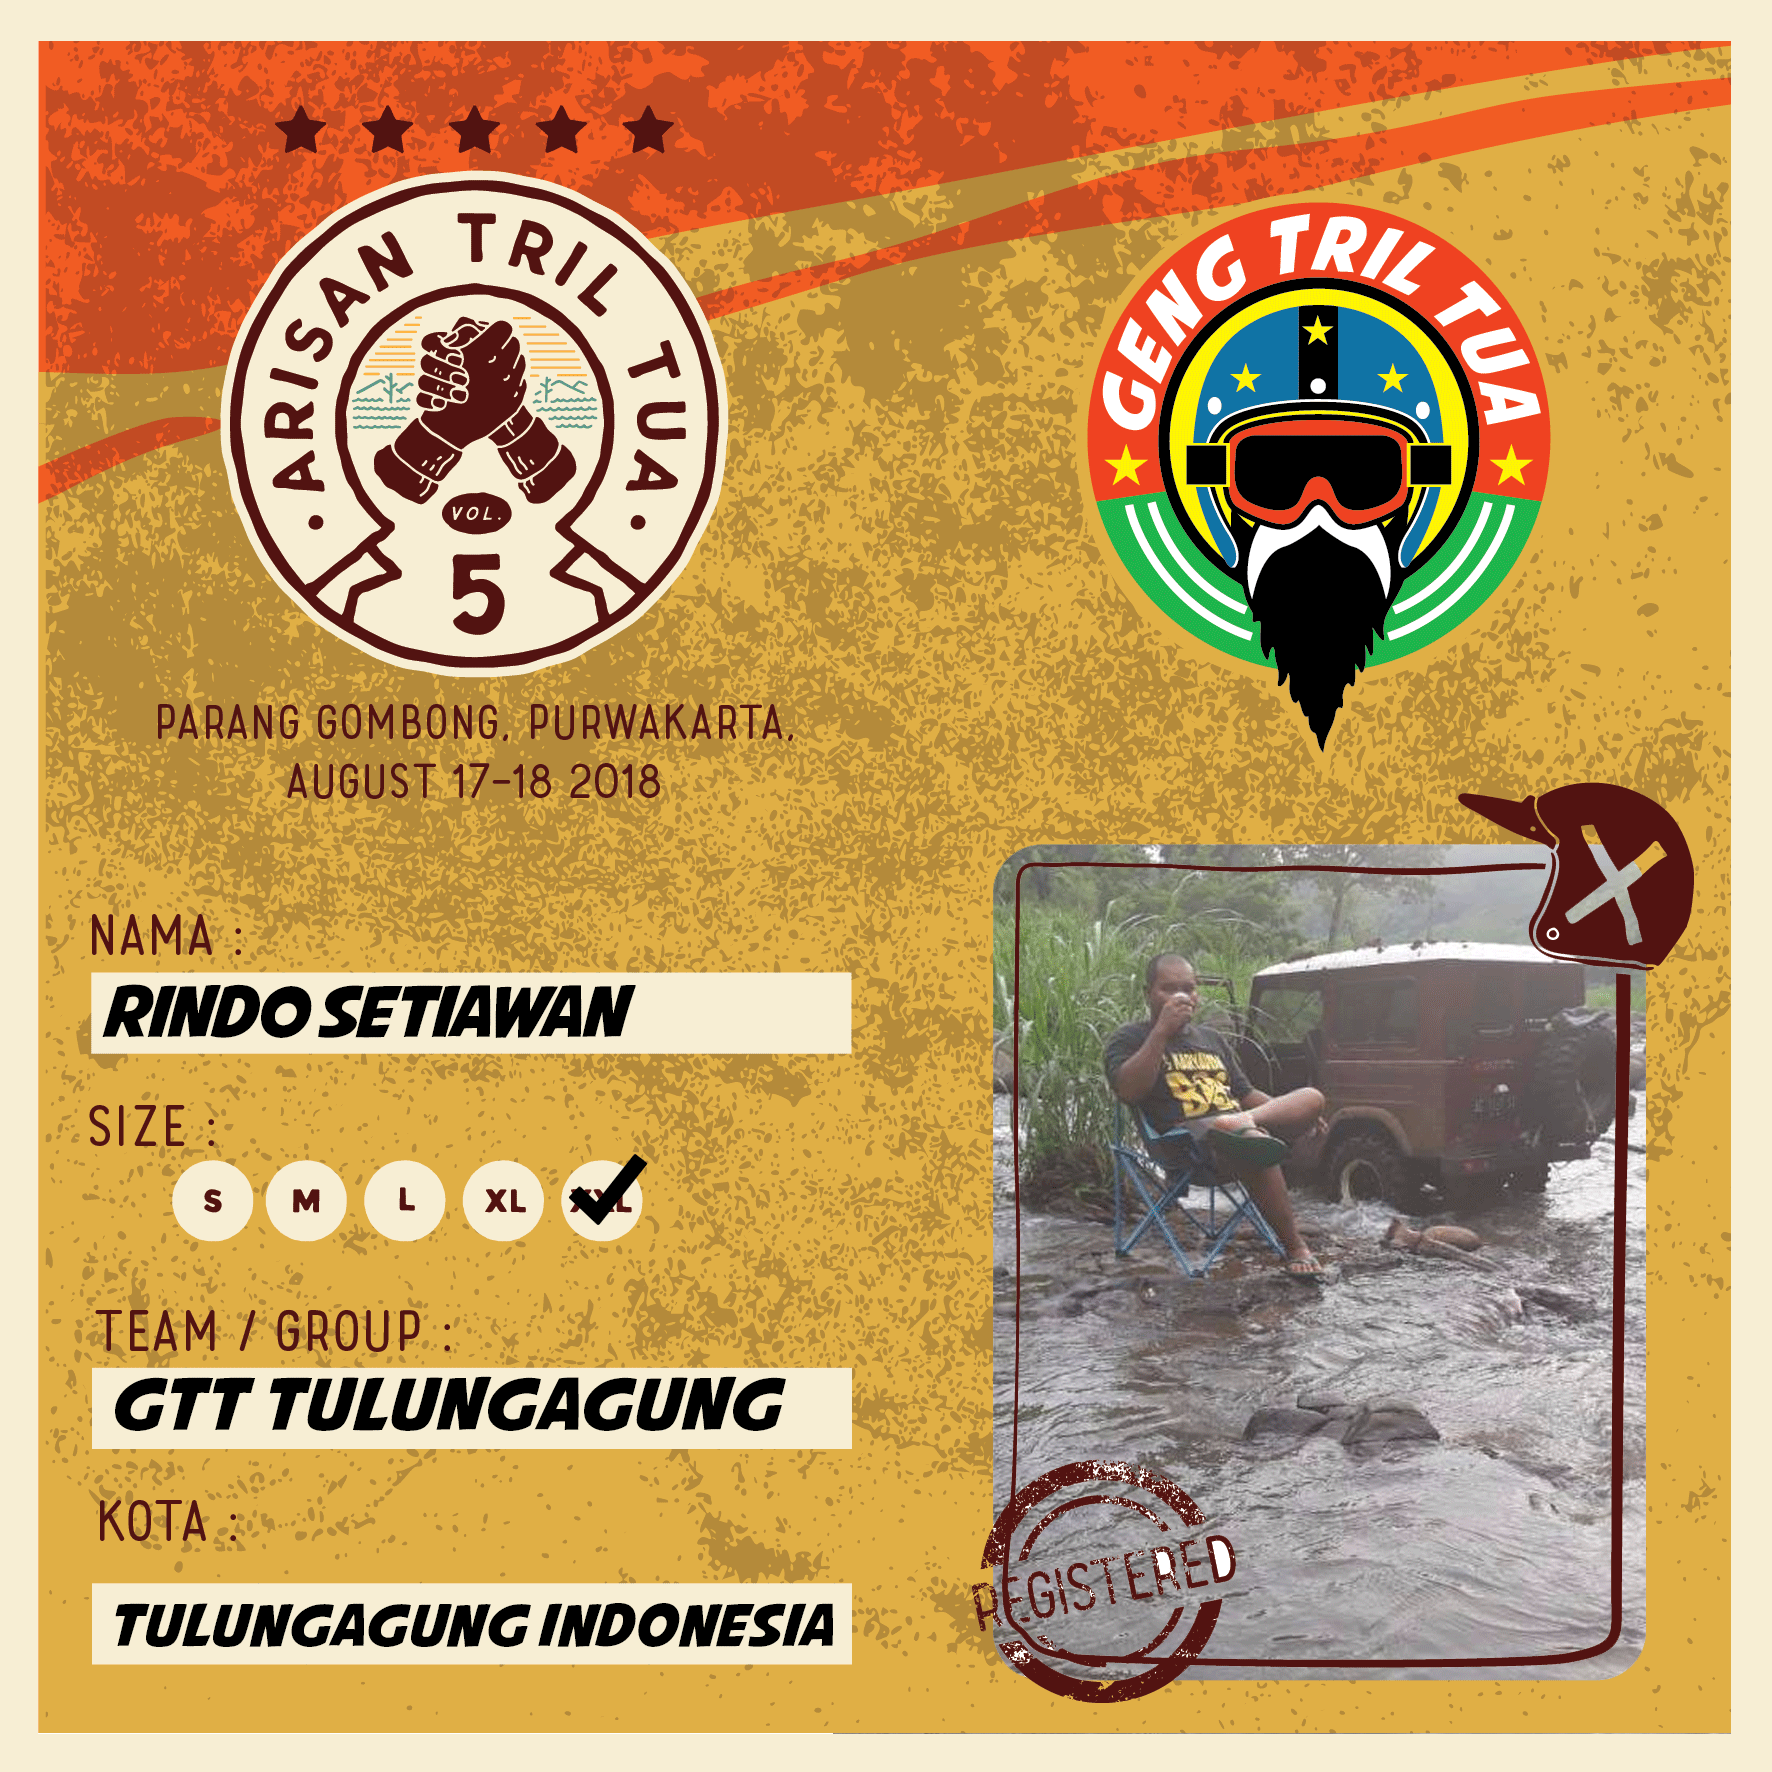 ARISAN TRIL TUA
VOL.
5
PARANG GOMBONG, PURWAKARTA,
AUGUST 17-18 2018
GENG TRIL TUA
NAMA :
RINDO SETIAWAN
SIZE :
S M L XL XXL
TEAM / GROUP :
GTT TULUNGAGUNG
KOTA :
TULUNGAGUNG INDONESIA
REGISTERED